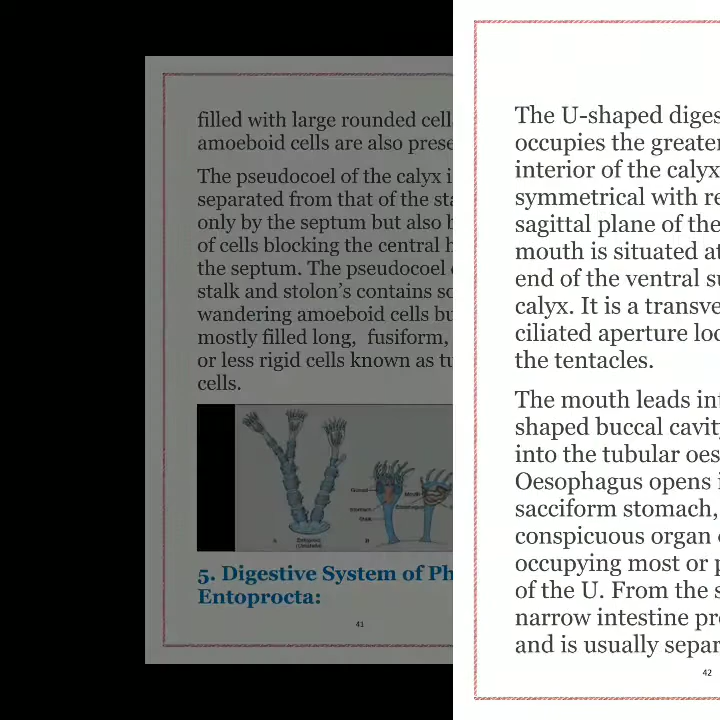 filled with large rounded cell
amoeboid cells are also prese
The pseudocoel of the calyx i
separated from that of the sta
only by the septum but also b
of cells blocking the central h
the septum. The pseudocoel
stalk and stolon's contains so
wandering amoeboid cells bu
mostly filled long, fusiform,
or less rigid cells known as tu
cells.
A
B
5. Digestive System of Ph
Entoprocta:
41
The U-shaped diges
occupies the greater
interior of the calyx
symmetrical with re
sagittal plane of the
mouth is situated at
end of the ventral su
calyx. It is a transve
ciliated aperture loc
the tentacles.
The mouth leads int
shaped buccal cavity
into the tubular oes
Oesophagus opens i
sacciform stomach,
conspicuous organ
occupying most or p
of the U. From the s
narrow intestine pro
and is usually separ
42